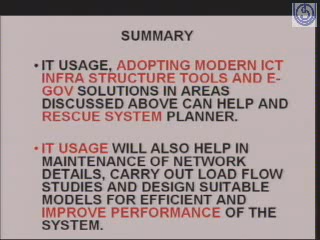 SUMMARY
• IT USAGE, ADOPTING MODERN ICT
INFRA STRUCTURE TOOLS AND E-
GOV SOLUTIONS IN AREAS
DISCUSSED ABOVE CAN HELP AND
RESCUE SYSTEM PLANNER.
• IT USAGE WILL ALSO HELP IN
MAINTENANCE OF NETWORK
DETAILS, CARRY OUT LOAD FLOW
STUDIES AND DESIGN SUITABLE
MODELS FOR EFFICIENT AND
IMPROVE PERFORMANCE OF THE
SYSTEM.